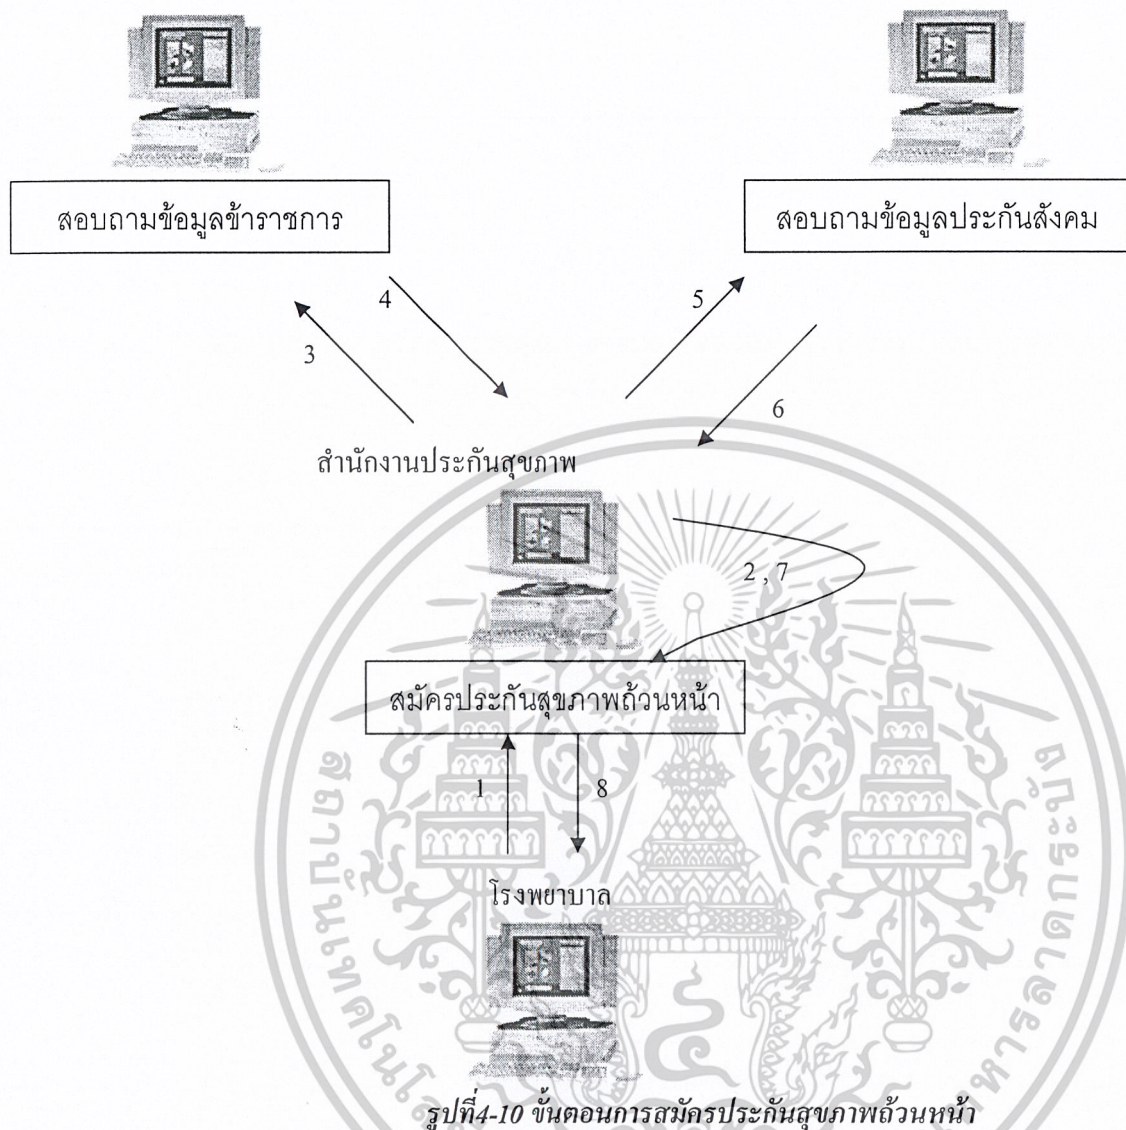 สอบถามข้อมูลข้าราชการ
สอบถามข้อมูลประกันสังคม
4
5
3
6
สำนักงานประกันสุขภาพ
2 , 7
สมัครประกันสุขภาพถ้วนหน้า
1
8
โรงพยาบาล
รูปที่4-10 ขั้นตอนการสมัครประกันสุขภาพถ้วนหน้า